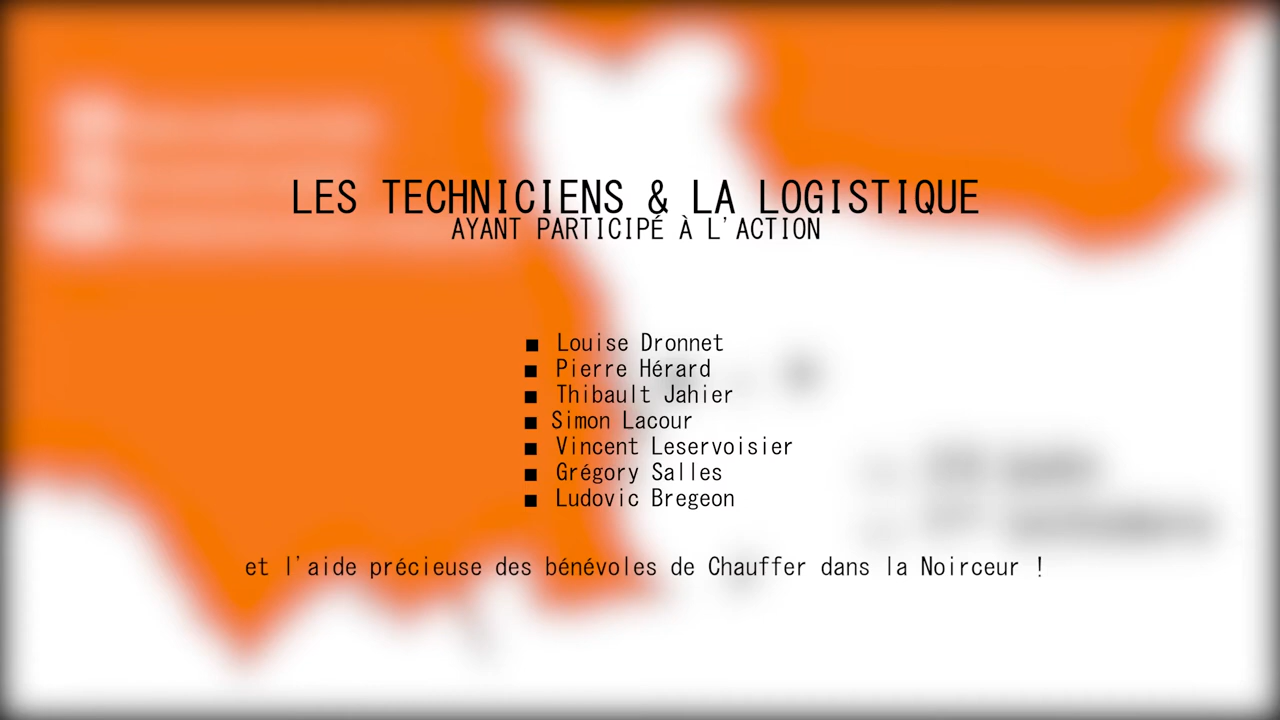 LES TECHNICIENS & LA LOGISTIQUE
AYANT PARTICIPÉ À L'ACTION
■ Louise Dronnet
■ Pierre Hérard
■ Thibault Jahier
■ Simon Lacour
■ Vincent Leservoisier
■ Grégory Salles
■ Ludovic Bregeon
et l'aide précieuse des bénévoles de Chauffer dans la Noirceur !